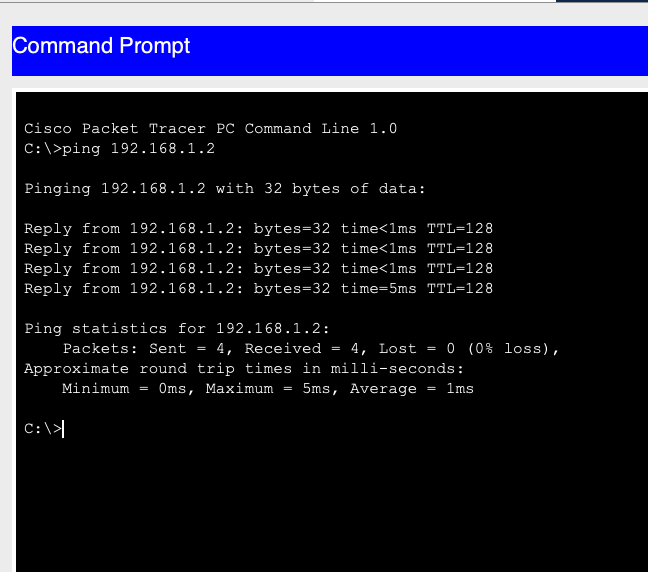 Command Prompt
Cisco Packet Tracer PC Command Line 1.0
C:\>ping 192.168.1.2
Pinging 192.168.1.2 with 32 bytes of data:
Reply from 192.168.1.2: bytes=32 time<1ms TTL=128
Reply from 192.168.1.2: bytes=32 time<1ms TTL=128
Reply from 192.168.1.2: bytes=32 time<1ms TTL=128
Reply from 192.168.1.2: bytes=32 time=5ms TTL=128
Ping statistics for 192.168.1.2:
    Packets: Sent = 4, Received = 4, Lost = 0 (0% loss),
Approximate round trip times in milli-seconds:
    Minimum = 0ms, Maximum = 5ms, Average = 1ms
C:\>